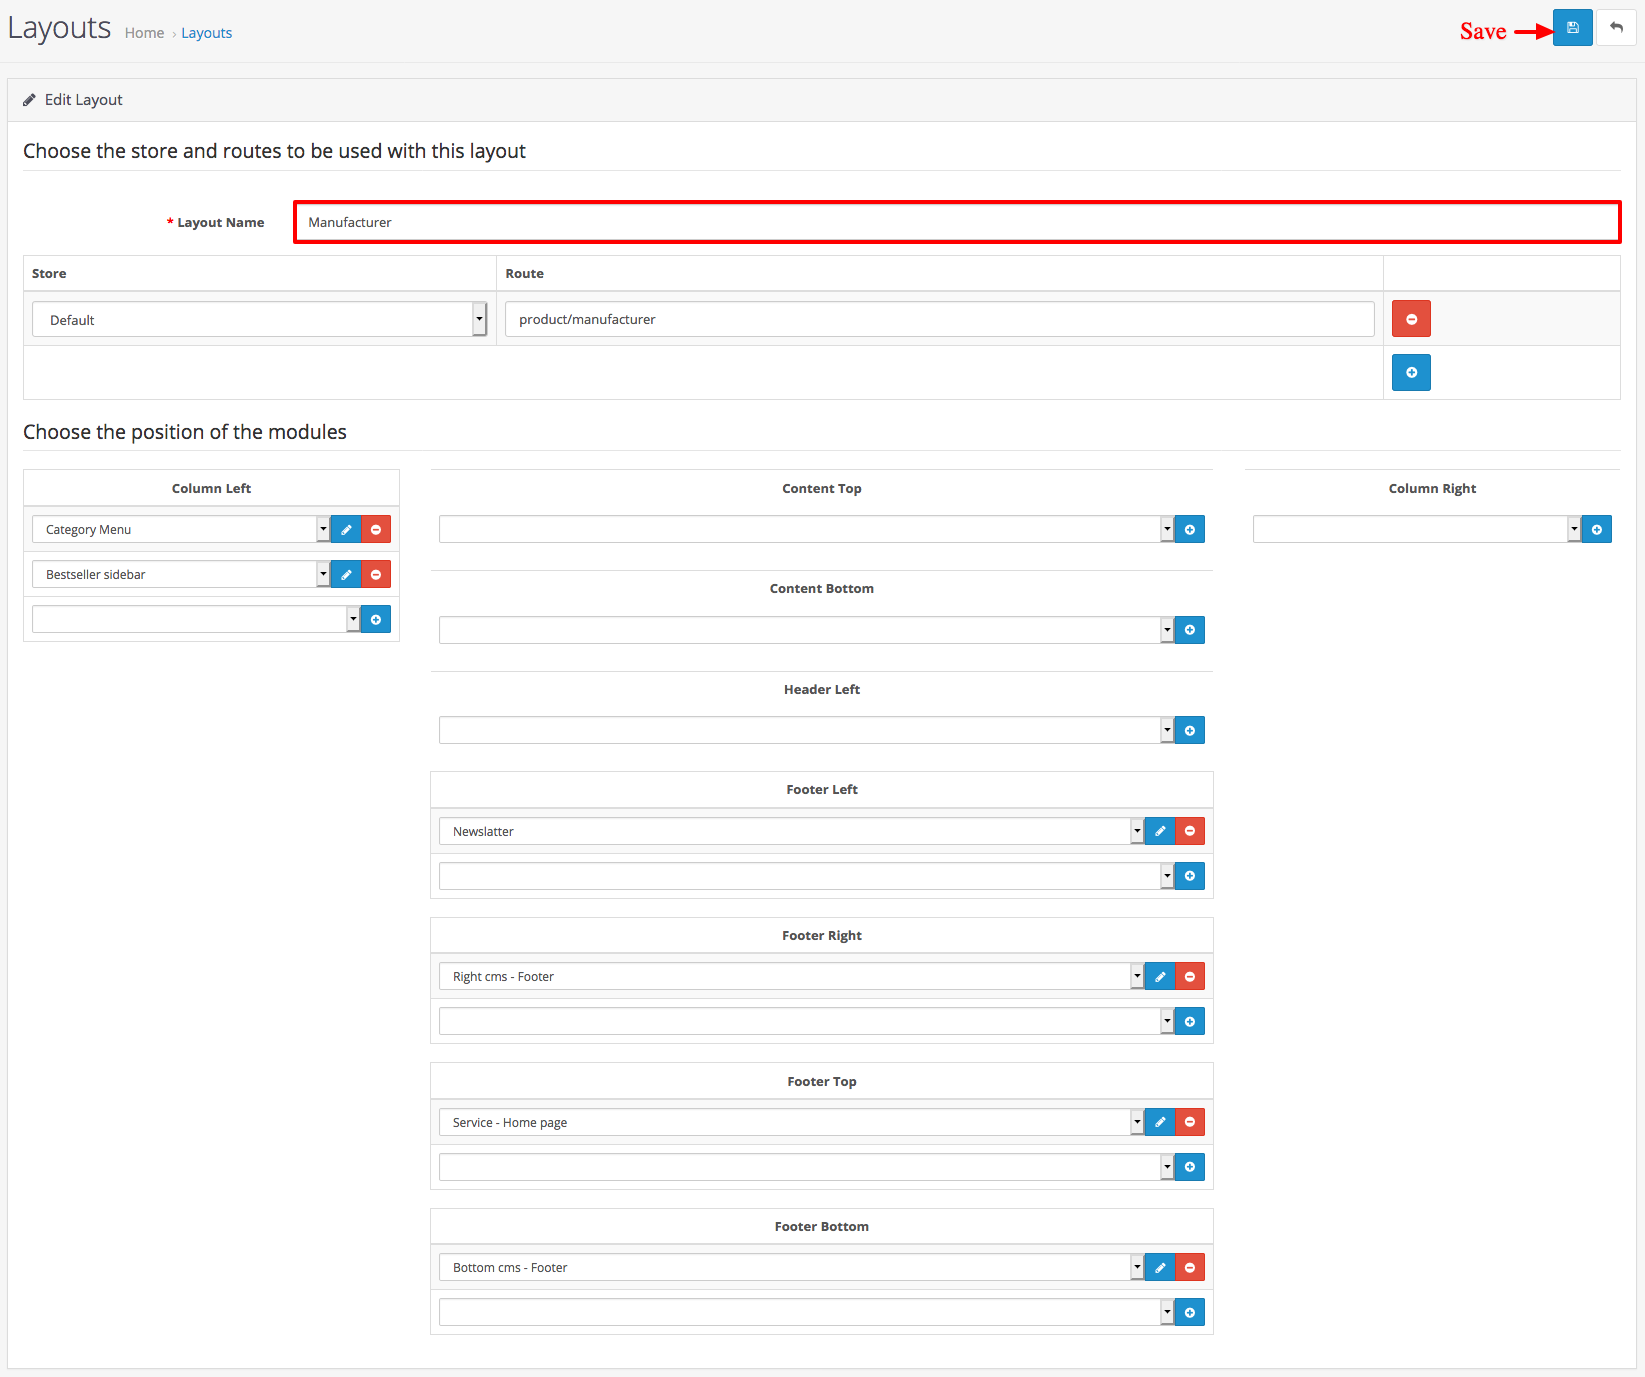 Layouts Home › Layouts
Save
Edit Layout
Choose the store and routes to be used with this layout
* Layout Name Manufacturer
Store Route
Default product/manufacturer
Choose the position of the modules
Column Left
Category Menu
Bestseller sidebar
Content Top
Content Bottom
Header Left
Footer Left
Newslatter
Footer Right
Right cms - Footer
Footer Top
Service - Home page
Footer Bottom
Bottom cms - Footer
Column Right